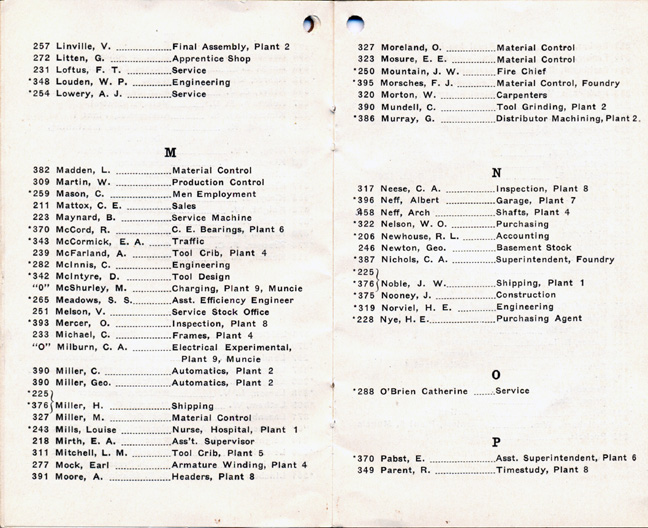 257 Linville, V. ................Final Assembly, Plant 2
272 Litten, G. ................Apprentice Shop
231 Loftus, F. T. ................Service
*348 Louden, W. P. ................Engineering
*254 Lowery, A. J. ................Service
M
382 Madden, L. ................Material Control
309 Martin, W. ................Production Control
*259 Mason, C. ................Men Employment
211 Mattox, C. E. ................Sales
223 Maynard, B. ................Service Machine
*370 McCord, R. ................C. E. Bearings, Plant 6
*343 McCormick, E. A. ................Traffic
239 McFarland, A. ................Tool Crib, Plant 4
*282 McInnis, C. ................Engineering
*342 McIntyre, D. ................Tool Design
"0" McShurley, M. ................Charging, Plant 9, Muncie
*265 Meadows, S. S. ................Asst. Efficiency Engineer
251 Melson, V. ................Service Stock Office
*393 Mercer, O. ................Inspection, Plant 8
233 Michael, C. ................Frames, Plant 4
"O" Milburn, C. A. ................Electrical Experimental,
Plant 9, Muncie
390 Miller, C. ................Automatics, Plant 2
390 Miller, Geo. ................Automatics, Plant 2
*225}
*376}Miller, H. ................Shipping
327 Miller, M. ................Material Control
*243 Mills, Louise ................Nurse, Hospital, Plant 1
218 Mirth, E. A. ................Ass't. Supervisor
311 Mitchell, L. M. ................Tool Crib, Plant 5
277 Mock, Earl ................Armature Winding, Plant 4
391 Moore, A. ................Headers, Plant 8
327 Moreland, O. ................Material Control
323 Mosure, E. E. ................Material Control
*250 Mountain, J. W. ................Fire Chief
*395 Morsches, F. J. ................Material Control, Foundry
320 Morton, W. ................Carpenters
390 Mundell, C. ................Tool Grinding, Plant 2
*386 Murray, G. ................Distributor Machining, Plant 2.
N
317 Neese, C. A. ................Inspection, Plant 8
*396 Neff, Albert ................Garage, Plant 7
458 Neff, Arch ................Shafts, Plant 4
*322 Nelson, W. O. ................Purchasing
*206 Newhouse, R. L. ................Accounting
246 Newton, Geo. ................Basement Stock
*387 Nichols, C. A. ................Superintendent, Foundry
*225}
*376}Noble, J. W. ................Shipping, Plant 1
*375 Nooney, J. ................Construction
*319 Norviel, H. E. ................Engineering
*228 Nye, H. E. ................Purchasing Agent
O
*288 O'Brien Catherine ................Service
P
*370 Pabst, E. ................Asst. Superintendent, Plant 6
349 Parent, R. ................Timestudy, Plant 8